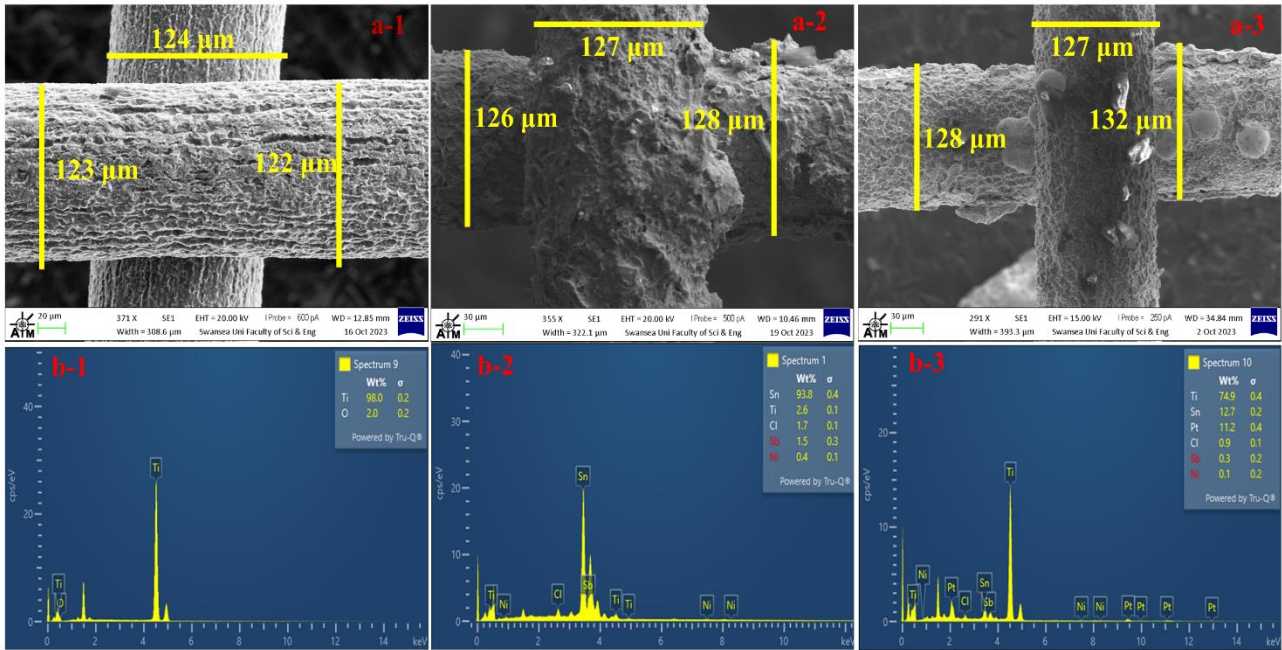 a-1
124 μm
123 μm
122 μm
20 μm
371 X SE1 EHT = 20.00 kV I Probe = 600 pA WD = 12.85 mm
Width = 308.6 μm Swansea Uni Faculty of Sci & Eng 16 Oct 2023
ATM
ZEISS
a-2
127 μm
126 μm
128 μm
30 μm
355 X SE1 EHT = 20.00 kV I Probe = 500 pA WD = 10.46 mm
Width = 322.1 μm Swansea Uni Faculty of Sci & Eng 19 Oct 2023
ATM
ZEISS
a-3
127 μm
128 μm
132 μm
30 μm
291 X SE1 EHT = 15.00 kV I Probe = 260 pA WD = 34.84 mm
Width = 393.3 μm Swansea Uni Faculty of Sci & Eng 2 Oct 2023
ATM
ZEISS
b-1
Spectrum 9
Wt% σ
Ti 98.0 0.2
O 2.0 0.2
Powered by Tru-Q®
cps/eV
40
20
0
Ti
Ti
O
0 2 4 6 8 10 12 14 keV
b-2
Spectrum 1
Wt% σ
Sn 93.8 0.4
Ti 2.6 0.1
Cl 1.7 0.1
Sb 1.5 0.3
Ni 0.4 0.1
Powered by Tru-Q®
cps/eV
40
30
20
10
0
Sn
Sb
Ti
Ni
Cl
Ti
Ti
Ni
Ni
0 2 4 6 8 10 12 keV
b-3
Spectrum 10
Wt% σ
Ti 74.9 0.4
Sn 12.7 0.2
Pt 11.2 0.4
Cl 0.9 0.1
Sb 0.3 0.2
Ni 0.1 0.2
Powered by Tru-Q®
cps/eV
20
10
0
Ti
Ni
Ti
Pt
Cl
Sn
Sb
Ni
Ni
Pt
Pt
Pt
Pt
0 2 4 6 8 10 12 14 16 keV